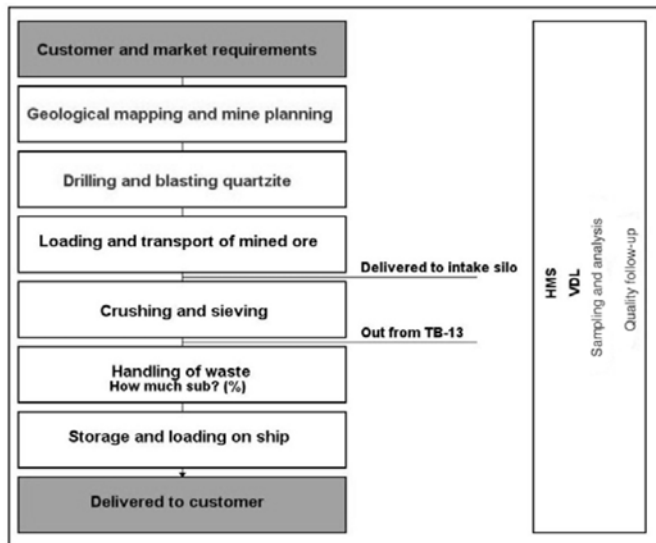 Customer and market requirements
Geological mapping and mine planning
Drilling and blasting quartzite
Loading and transport of mined ore
Delivered to intake silo
Crushing and sieving
Out from TB-13
Handling of waste
How much sub? (%)
Storage and loading on ship
Delivered to customer
HMS
VDL
Sampling and analysis
Quality follow-up